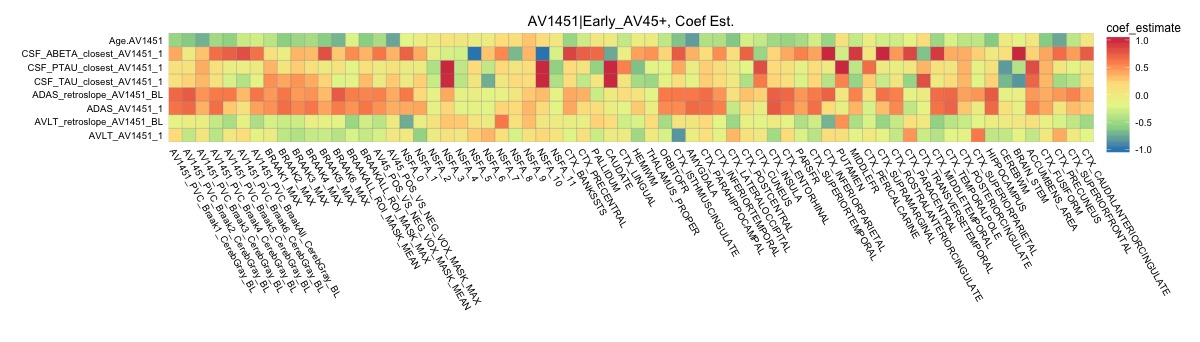 AV1451|Early_AV45+, Coef Est.
coef_estimate
1.0
0.5
0.0
-0.5
-1.0
Age.AV1451
CSF_ABETA_closest_AV1451_1
CSF_PTAU_closest_AV1451_1
CSF_TAU_closest_AV1451_1
ADAS_retroslope_AV1451_BL
ADAS_AV1451_1
AVLT_retroslope_AV1451_BL
AVLT_AV1451_1
AV1451_PVC_Braak1_CerebGray_BL
AV1451_PVC_Braak2_CerebGray_BL
AV1451_PVC_Braak3_CerebGray_BL
AV1451_PVC_Braak4_CerebGray_BL
AV1451_PVC_Braak5_CerebGray_BL
AV1451_PVC_Braak6_CerebGray_BL
AV1451_PVC_BraakAll_CerebGray_BL
BRAAK1_MAX
BRAAK2_MAX
BRAAK3_MAX
BRAAK4_MAX
BRAAK5_MAX
BRAAK6_MAX
BRAAKALL_ROI_MASK_MEAN
BRAAKALL_ROI_MASK_MAX
AV45_POS_VS_NEG_VOX_MASK_MEAN
AV45_POS_VS_NEG_VOX_MASK_MAX
NSFA_0
NSFA_1
NSFA_2
NSFA_3
NSFA_4
NSFA_5
NSFA_6
NSFA_7
NSFA_8
NSFA_9
NSFA_10
NSFA_11
CTX_PRECENTRAL
CTX_BANKSSTS
PALLIDUM
CAUDATE
CTX_LINGUAL
HEMIWM
THALAMUS_PROPER
ORBITOFR
CTX_ISTHMUSCINGULATE
AMYGDALA
CTX_PARAHIPPOCAMPAL
CTX_INFERIORTEMPORAL
CTX_LATERALOCCIPITAL
CTX_POSTCENTRAL
CTX_CUNEUS
CTX_INSULA
CTX_ENTORHINAL
PARSFR
CTX_SUPERIORTEMPORAL
CTX_INFERIORPARIETAL
PUTAMEN
MIDDLEFR
CTX_PERICALCARINE
CTX_SUPRAMARGINAL
CTX_ROSTRALANTERIORCINGULATE
CTX_PARACENTRAL
CTX_TRANSVERSETEMPORAL
CTX_MIDDLETEMPORAL
CTX_TEMPORALPOLE
CTX_POSTERIORCINGULATE
CTX_SUPERIORPARIETAL
HIPPOCAMPUS
CEREBWM
BRAIN_STEM
ACCUMBENS_AREA
CTX_FUSIFORM
CTX_PRECUNEUS
CTX_SUPERIORFRONTAL
CTX_CAUDALANTERIORCINGULATE